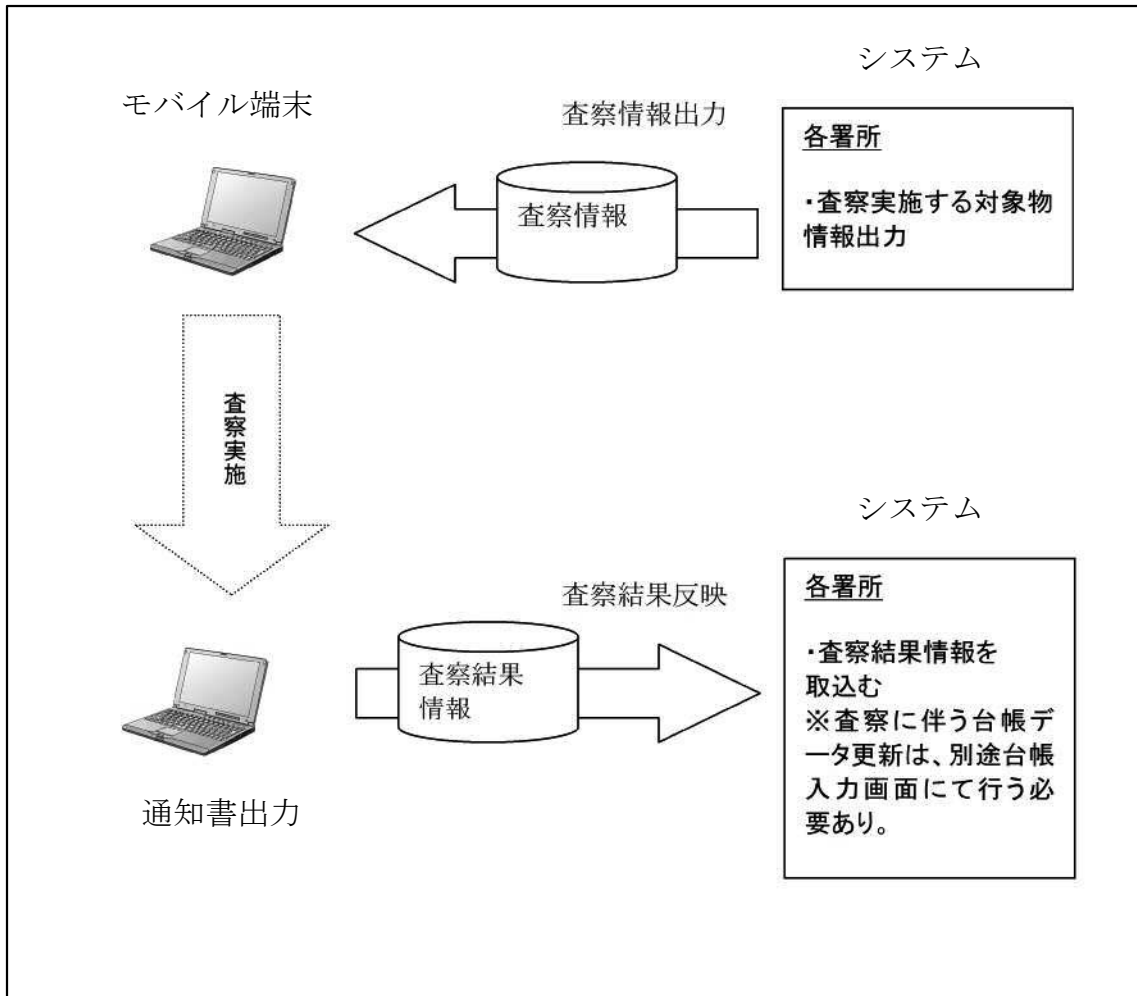 システム
モバイル端末
査察情報出力
各署所
・査察実施する対象物
情報出力
査察情報
査察実施
システム
査察結果反映
各署所
・査察結果情報を
取込む
※査察に伴う台帳デ
ータ更新は、別途台帳
入力画面にて行う必
要あり。
査察結果
情報
通知書出力